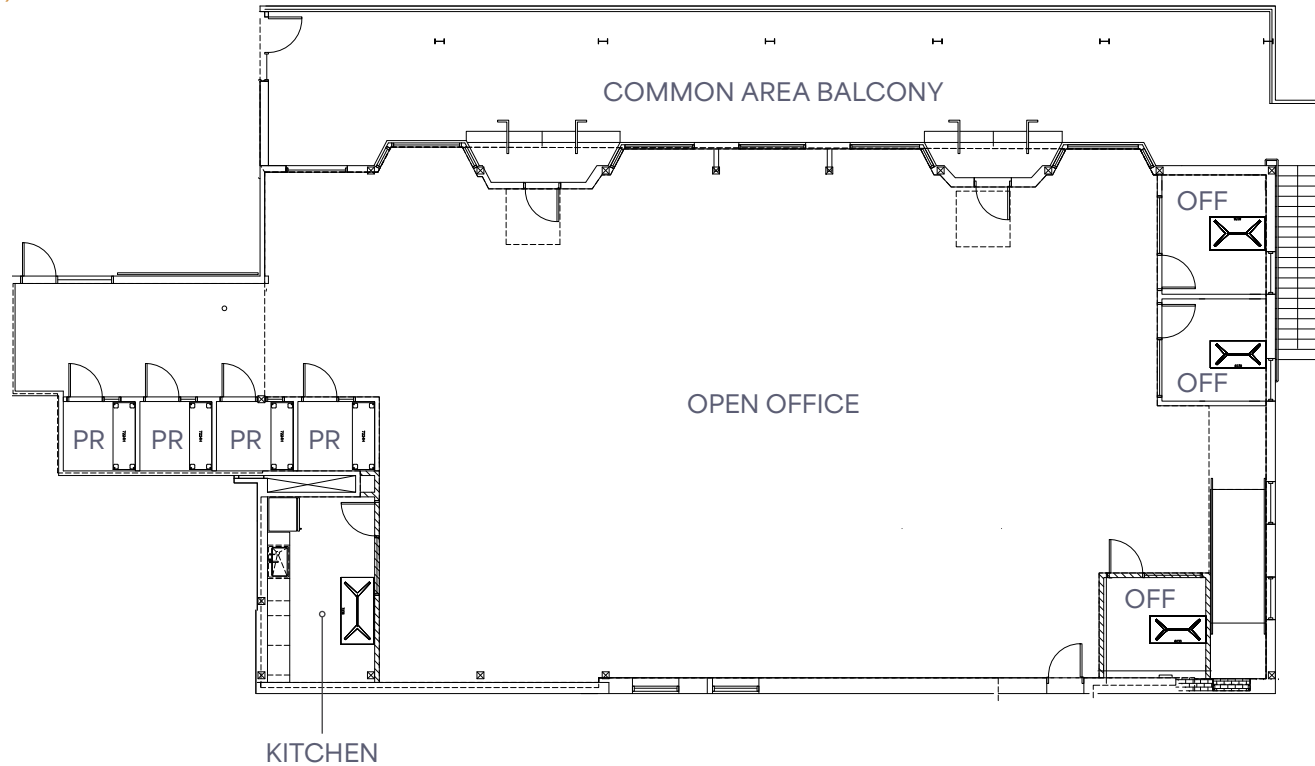 COMMON AREA BALCONY
OFF
OFF
OPEN OFFICE
PR PR PR PR
OFF
KITCHEN